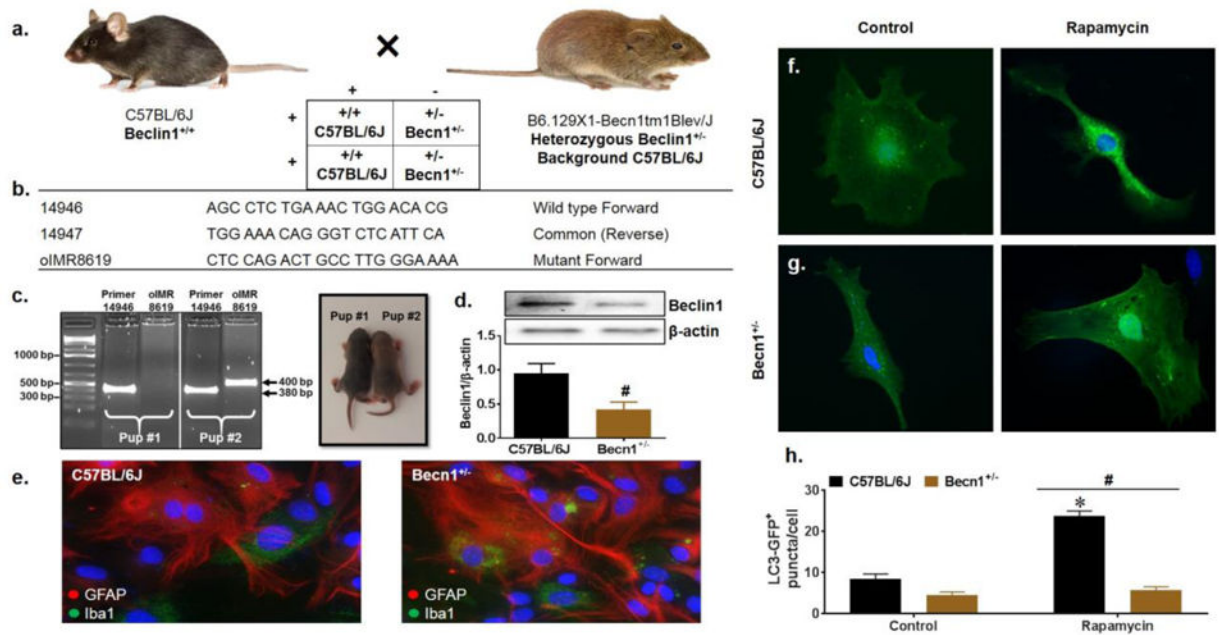 a.
C57BL/6J
Beclin1+/+
×
+ -
+ +/+ +/-
C57BL/6J Becn1+/-
+ +/+ +/-
C57BL/6J Becn1+/-
B6.129X1-Becn1tm1Blev/J
Heterozygous Beclin1+/-
Background C57BL/6J
b.
14946 AGC CTC TGA AAC TGG ACA CG Wild type Forward
14947 TGG AAA CAG GGT CTC ATT CA Common (Reverse)
oIMR8619 CTC CAG ACT GCC TTG GGA AAA Mutant Forward
c.
Primer oIMR Primer oIMR
14946 8619 14946 8619
1000 bp
500 bp
300 bp
400 bp
380 bp
Pup #1 Pup #2
Pup #1 Pup #2
d.
Beclin1
β-actin
Beclin1/β-actin
1.5
1.0
0.5
0.0
#
C57BL/6J Becn1+/-
e.
C57BL/6J
GFAP
Iba1
Becn1+/-
GFAP
Iba1
Control Rapamycin
f.
C57BL/6J
g.
Becn1+/-
h.
C57BL/6J Becn1+/-
LC3-GFP+
puncta/cell
30
20
10
0
#
*
Control Rapamycin